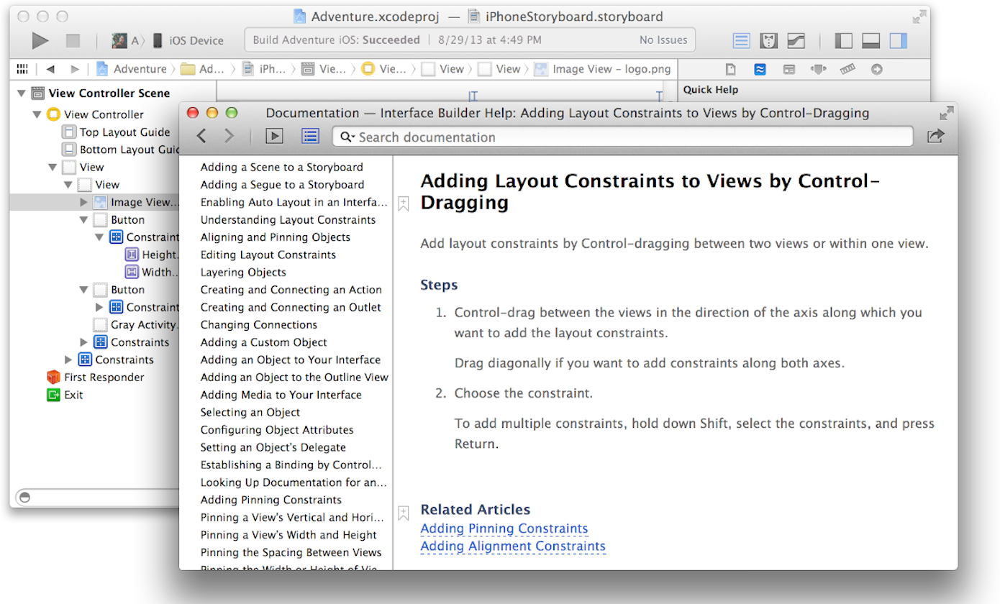 Adventure.xcodeproj — iPhoneStoryboard.storyboard
A iOS Device
Build Adventure iOS: Succeeded | 8/29/13 at 4:49 PM No Issues
Adventure Ad... iPh... Vie... Vie... View View Image View – logo.png
Quick Help
View Controller Scene
View Controller
Top Layout Guide
Bottom Layout Guid
View
View
Image View...
Button
Constraint
Height.
Width..
Button
Constraint
Gray Activity.
Constraints
Constraints
First Responder
Exit
Documentation — Interface Builder Help: Adding Layout Constraints to Views by Control-Dragging
Search documentation
Adding a Scene to a Storyboard
Adding a Segue to a Storyboard
Enabling Auto Layout in an Interfa...
Understanding Layout Constraints
Aligning and Pinning Objects
Editing Layout Constraints
Layering Objects
Creating and Connecting an Action
Creating and Connecting an Outlet
Changing Connections
Adding a Custom Object
Adding an Object to Your Interface
Adding an Object to the Outline View
Adding Media to Your Interface
Selecting an Object
Configuring Object Attributes
Setting an Object's Delegate
Establishing a Binding by Control...
Looking Up Documentation for an...
Adding Pinning Constraints
Pinning a View's Vertical and Hori...
Pinning a View's Width and Height
Pinning the Spacing Between Views
Pinning the Width or Height of Vie
Adding Layout Constraints to Views by Control-
Dragging
Add layout constraints by Control-dragging between two views or within one view.
Steps
1. Control-drag between the views in the direction of the axis along which you
want to add the layout constraints.
Drag diagonally if you want to add constraints along both axes.
2. Choose the constraint.
To add multiple constraints, hold down Shift, select the constraints, and press
Return.
Related Articles
Adding Pinning Constraints
Adding Alignment Constraints